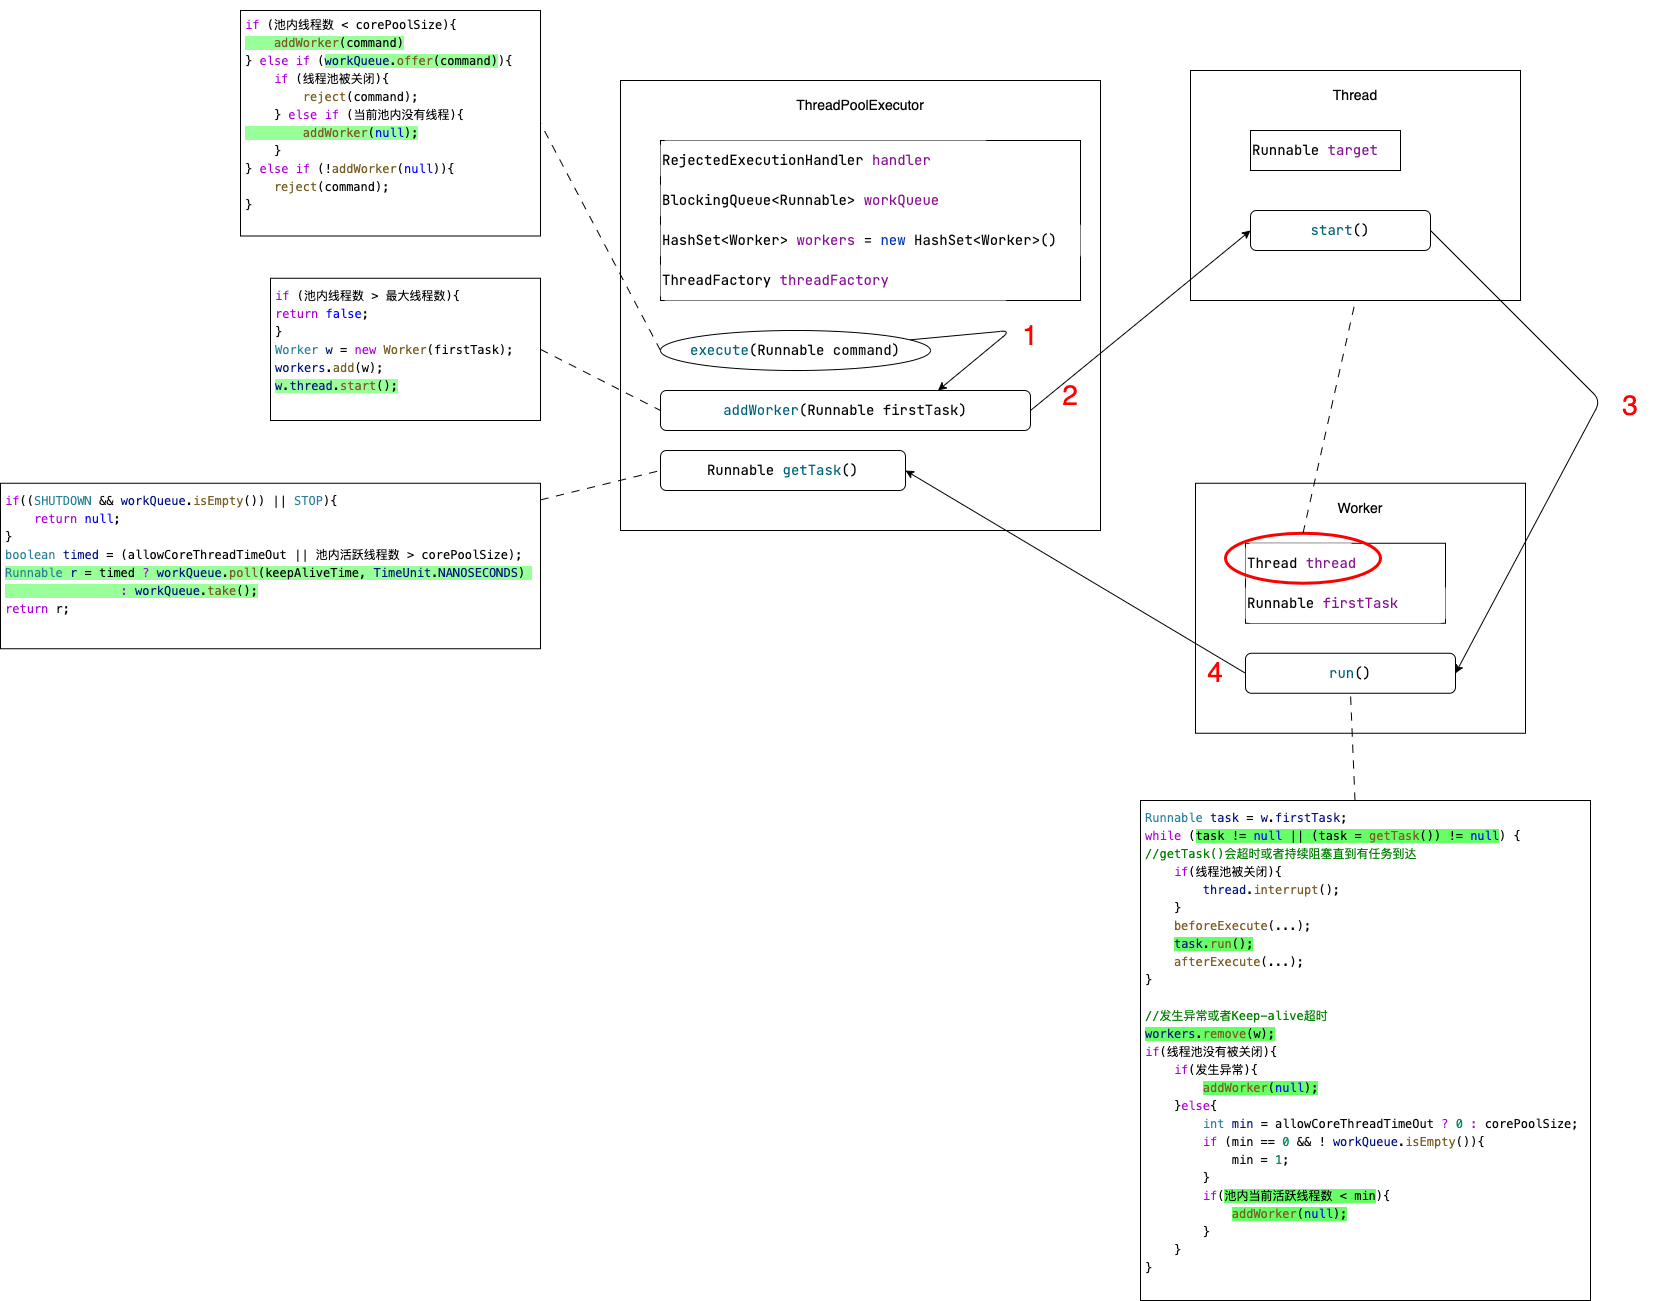 if (池内线程数 < corePoolSize){
    addWorker(command)
} else if (workQueue.offer(command)){
    if (线程池被关闭){
        reject(command);
    } else if (当前池内没有线程){
        addWorker(null);
    }
} else if (!addWorker(null)){
    reject(command);
}
if (池内线程数 > 最大线程数){
return false;
}
Worker w = new Worker(firstTask);
workers.add(w);
w.thread.start();
if((SHUTDOWN && workQueue.isEmpty()) || STOP){
    return null;
}
boolean timed = (allowCoreThreadTimeOut || 池内活跃线程数 > corePoolSize);
Runnable r = timed ? workQueue.poll(keepAliveTime, TimeUnit.NANOSECONDS)
                : workQueue.take();
return r;
ThreadPoolExecutor
RejectedExecutionHandler handler
BlockingQueue<Runnable> workQueue
HashSet<Worker> workers = new HashSet<Worker>()
ThreadFactory threadFactory
execute(Runnable command)
1
addWorker(Runnable firstTask)
2
Runnable getTask()
Thread
Runnable target
start()
3
Worker
Thread thread
Runnable firstTask
run()
4
Runnable task = w.firstTask;
while (task != null || (task = getTask()) != null) {
//getTask()会超时或者持续阻塞直到有任务到达
    if(线程池被关闭){
        thread.interrupt();
    }
    beforeExecute(...);
    task.run();
    afterExecute(...);
}
//发生异常或者Keep-alive超时
workers.remove(w);
if(线程池没有被关闭){
    if(发生异常){
        addWorker(null);
    }else{
        int min = allowCoreThreadTimeOut ? 0 : corePoolSize;
        if (min == 0 && ! workQueue.isEmpty()){
            min = 1;
        }
        if(池内当前活跃线程数 < min){
            addWorker(null);
        }
    }
}